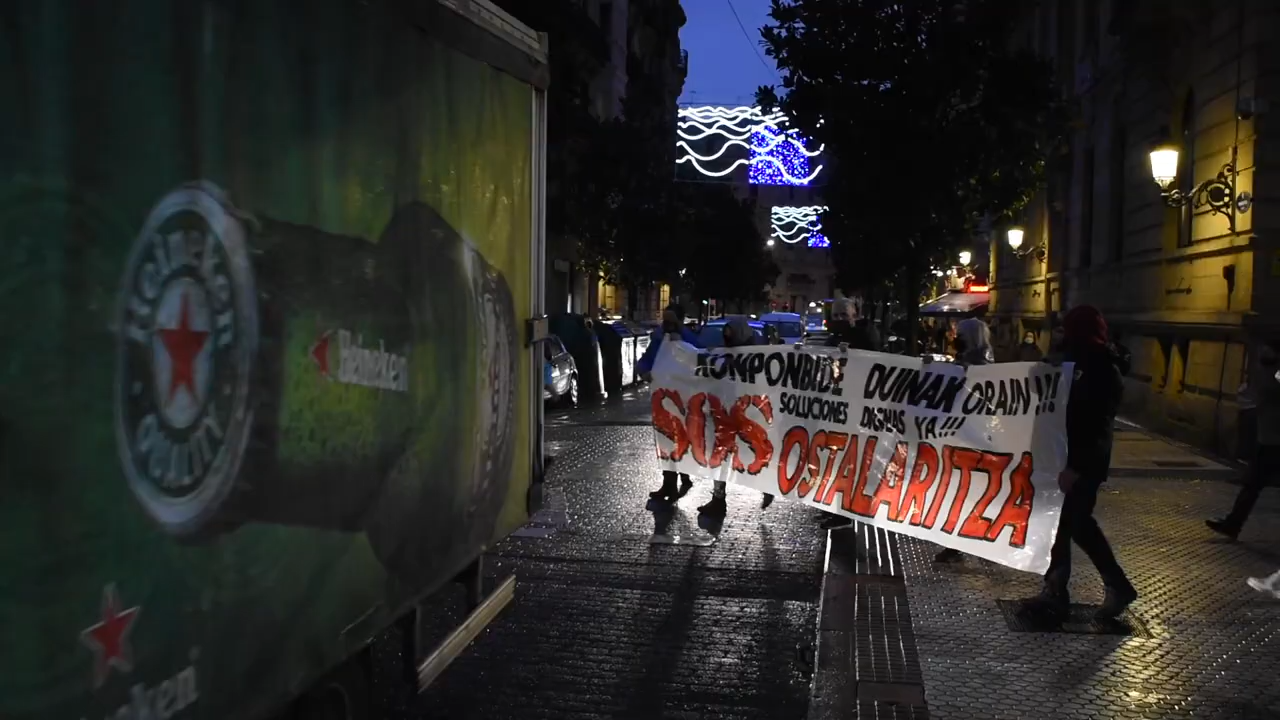 Heineken
Heineken
KONPONBIDE DUINAK ORAIN !!!
SOLUCIONES DIGNAS YA!!!
SOS OSTALARITZA